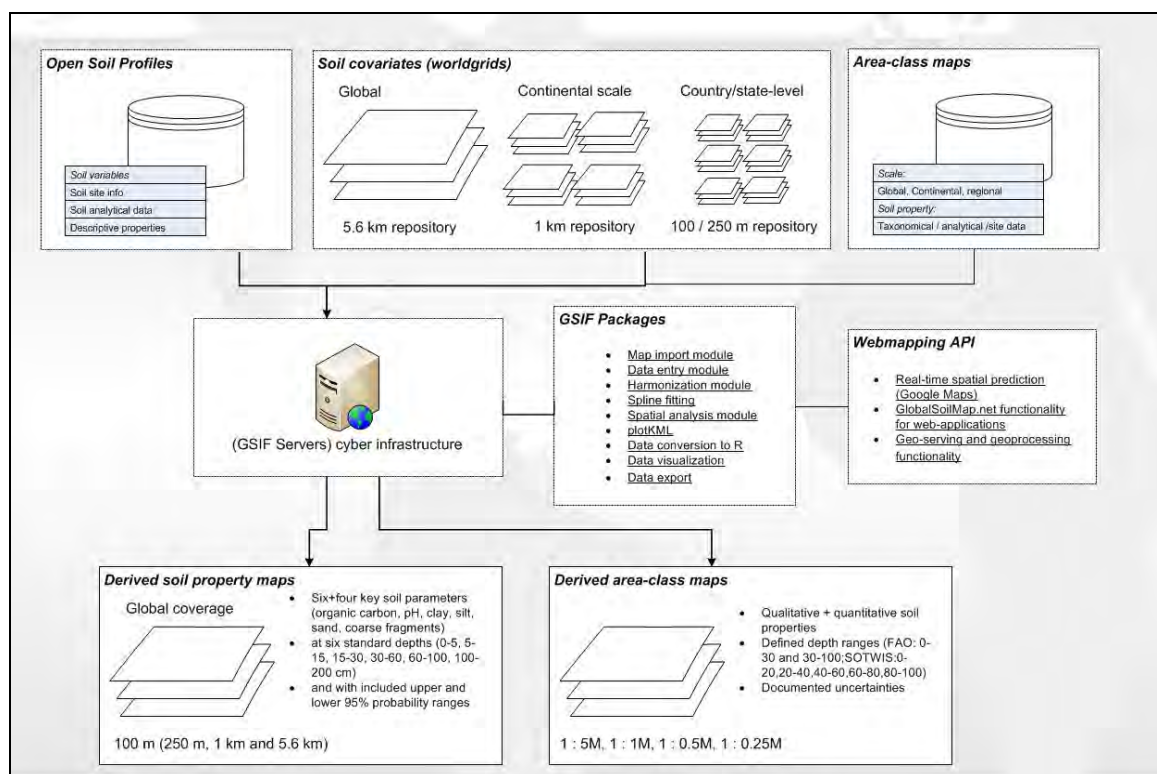 Open Soil Profiles
Soil variables
Soil site info
Soil analytical data
Descriptive properties
Soil covariates (worldgrids)
Global
Continental scale
Country/state-level
5.6 km repository
1 km repository
100 / 250 m repository
Area-class maps
Scale:
Global, Continental, regional
Soil property:
Taxonomical / analytical /site data
(GSIF Servers) cyber infrastructure
GSIF Packages
• Map import module
• Data entry module
• Harmonization module
• Spline fitting
• Spatial analysis module
• plotKML
• Data conversion to R
• Data visualization
• Data export
Webmapping API
• Real-time spatial prediction
(Google Maps)
• GlobalSoilMap.net functionality
for web-applications
• Geo-serving and geoprocessing
functionality
Derived soil property maps
Global coverage
• Six+four key soil parameters
(organic carbon, pH, clay, silt,
sand, coarse fragments)
• at six standard depths (0-5, 5-
15, 15-30, 30-60, 60-100, 100-
200 cm)
• and with included upper and
lower 95% probability ranges
100 m (250 m, 1 km and 5.6 km)
Derived area-class maps
• Qualitative + quantitative soil
properties
• Defined depth ranges (FAO: 0-
30 and 30-100;SOTWIS:0-
20,20-40,40-60,60-80,80-100)
• Documented uncertainties
1 : 5M, 1 : 1M, 1 : 0.5M, 1 : 0.25M